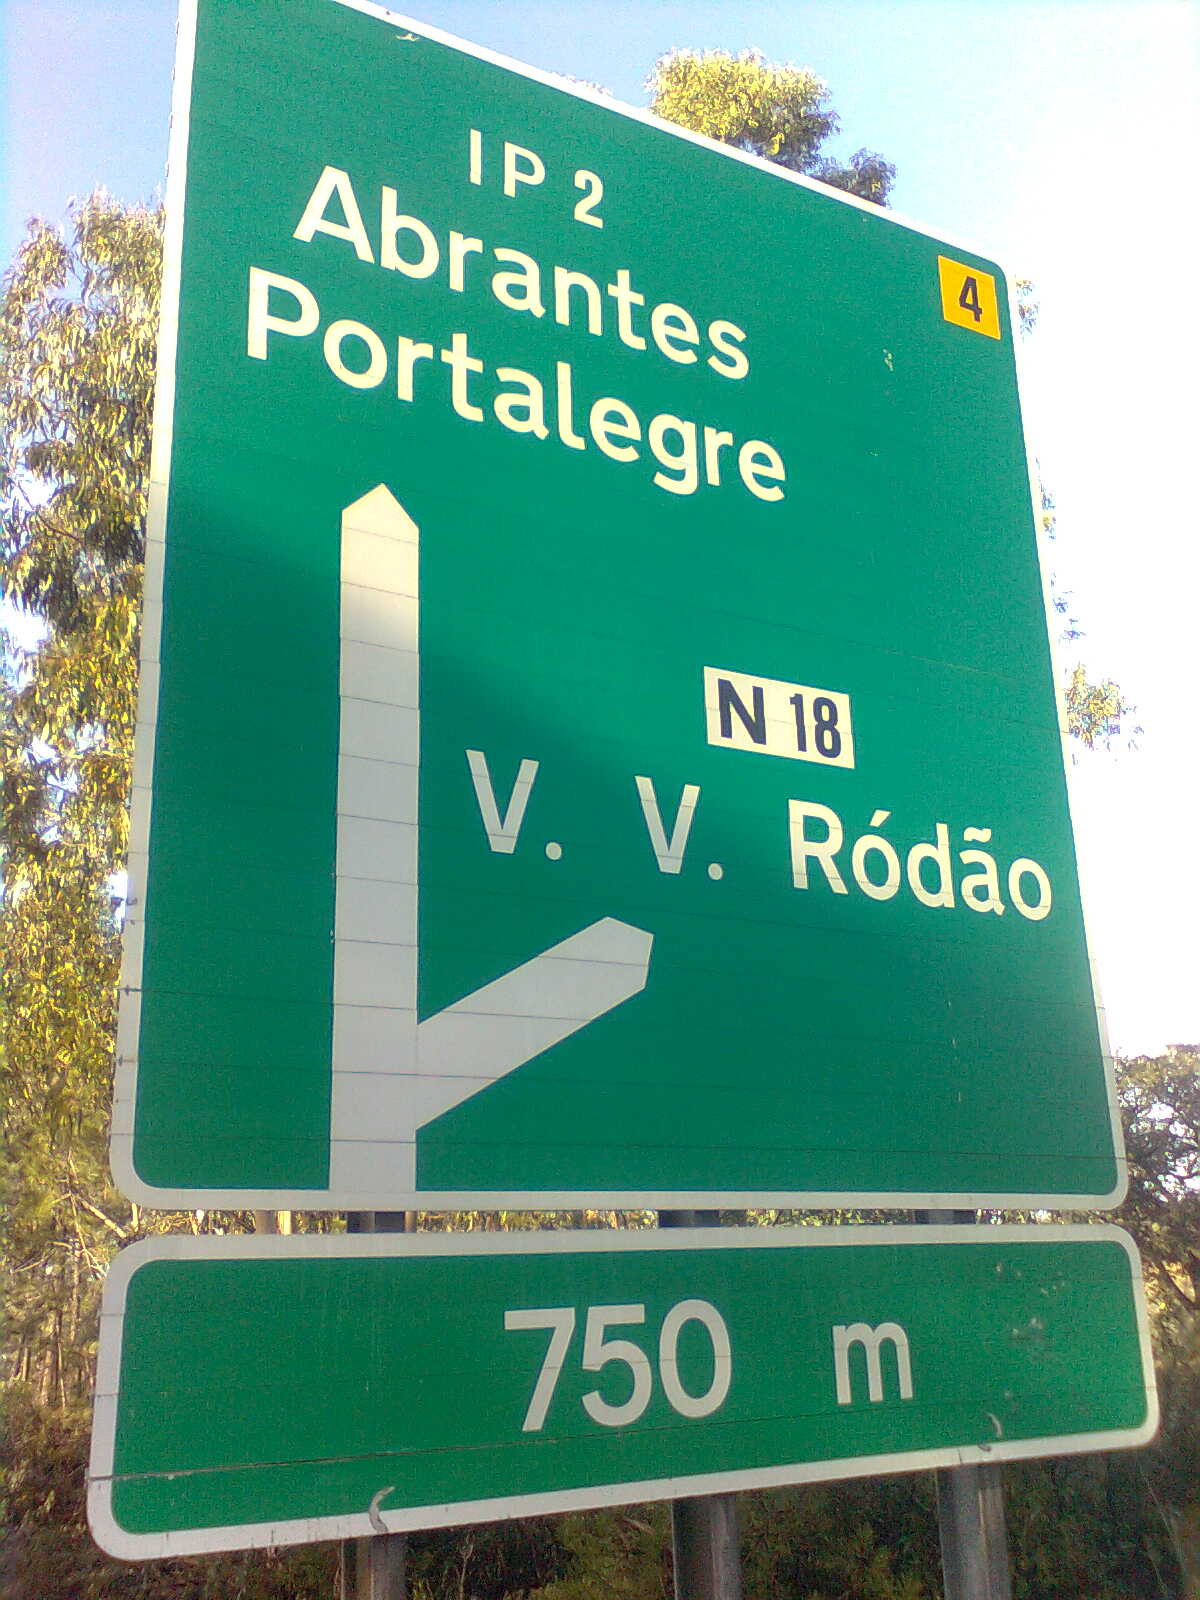 IP 2
Abrantes
Portalegre
4
N 18
V. V. Ródão
750 m